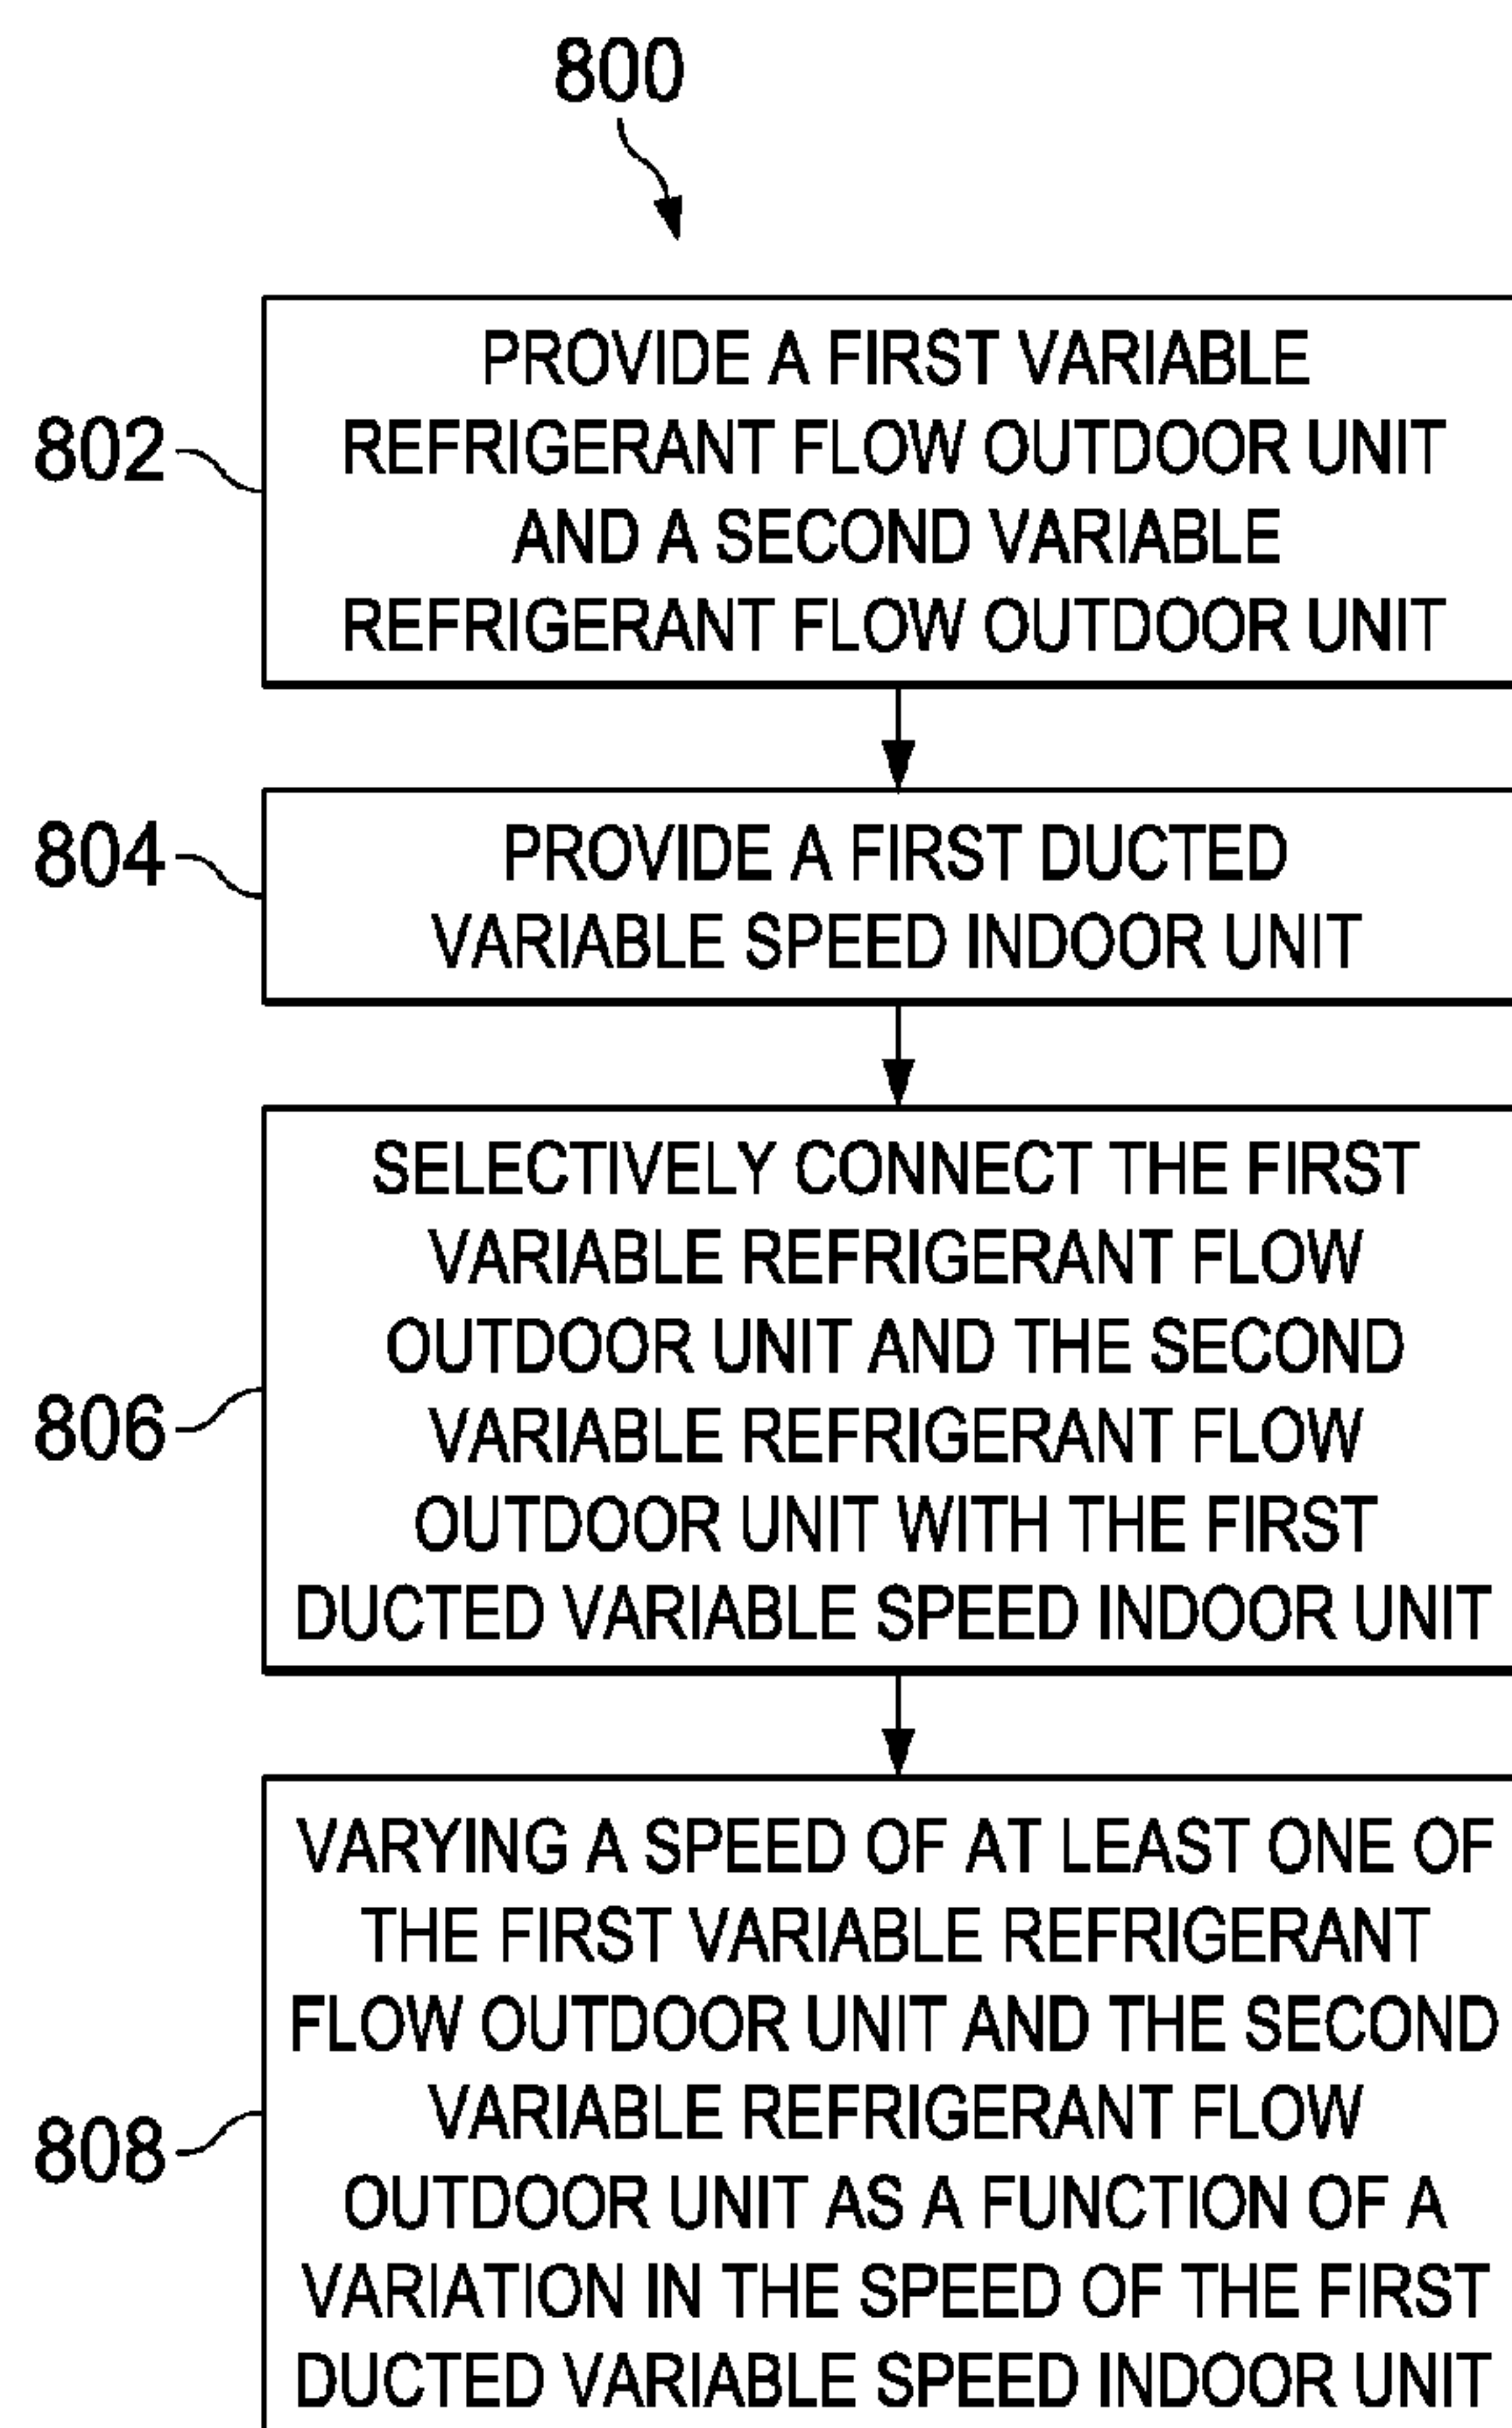 800
802
PROVIDE A FIRST VARIABLE
REFRIGERANT FLOW OUTDOOR UNIT
AND A SECOND VARIABLE
REFRIGERANT FLOW OUTDOOR UNIT
804
PROVIDE A FIRST DUCTED
VARIABLE SPEED INDOOR UNIT
806
SELECTIVELY CONNECT THE FIRST
VARIABLE REFRIGERANT FLOW
OUTDOOR UNIT AND THE SECOND
VARIABLE REFRIGERANT FLOW
OUTDOOR UNIT WITH THE FIRST
DUCTED VARIABLE SPEED INDOOR UNIT
808
VARYING A SPEED OF AT LEAST ONE OF
THE FIRST VARIABLE REFRIGERANT
FLOW OUTDOOR UNIT AND THE SECOND
VARIABLE REFRIGERANT FLOW
OUTDOOR UNIT AS A FUNCTION OF A
VARIATION IN THE SPEED OF THE FIRST
DUCTED VARIABLE SPEED INDOOR UNIT